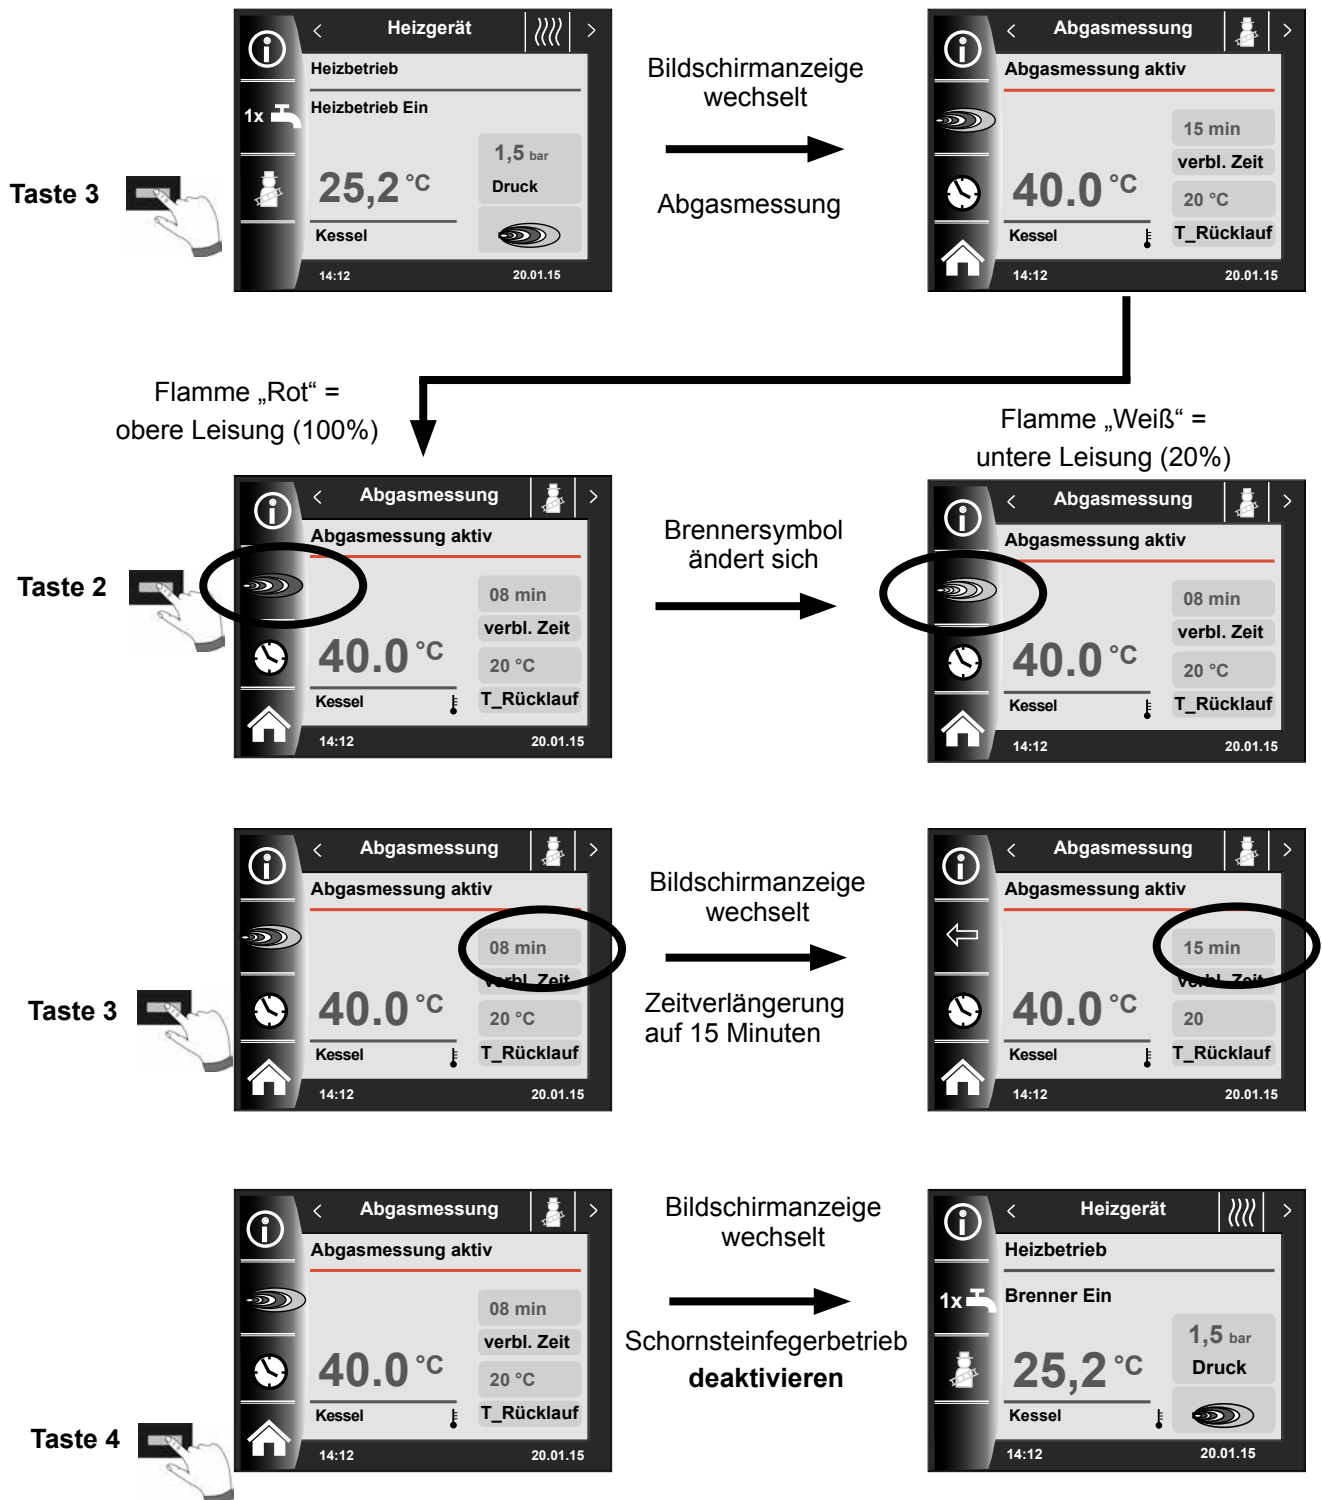 Heizgerät
Heizbetrieb
1x
Heizbetrieb Ein
1,5 bar
Druck
25,2 °C
Kessel
14:12
20.01.15
Taste 3
Bildschirmanzeige
wechselt
Abgasmessung
Abgasmessung
Abgasmessung aktiv
15 min
verbl. Zeit
40.0 °C
20 °C
Kessel
T_Rücklauf
14:12
20.01.15
Flamme „Rot“ =
obere Leisung (100%)
Flamme „Weiß“ =
untere Leisung (20%)
Taste 2
Abgasmessung
Abgasmessung aktiv
08 min
verbl. Zeit
40.0 °C
20 °C
Kessel
T_Rücklauf
14:12
20.01.15
Brennersymbol
ändert sich
Abgasmessung
Abgasmessung aktiv
08 min
verbl. Zeit
40.0 °C
20 °C
Kessel
T_Rücklauf
14:12
20.01.15
Taste 3
Abgasmessung
Abgasmessung aktiv
08 min
verbl. Zeit
40.0 °C
20 °C
Kessel
T_Rücklauf
14:12
20.01.15
Bildschirmanzeige
wechselt
Zeitverlängerung
auf 15 Minuten
Abgasmessung
Abgasmessung aktiv
15 min
verbl. Zeit
40.0 °C
20
Kessel
T_Rücklauf
14:12
20.01.15
Taste 4
Abgasmessung
Abgasmessung aktiv
08 min
verbl. Zeit
40.0 °C
20 °C
Kessel
T_Rücklauf
14:12
20.01.15
Bildschirmanzeige
wechselt
Schornsteinfegerbetrieb
deaktivieren
Heizgerät
Heizbetrieb
1x
Brenner Ein
1,5 bar
Druck
25,2 °C
Kessel
14:12
20.01.15